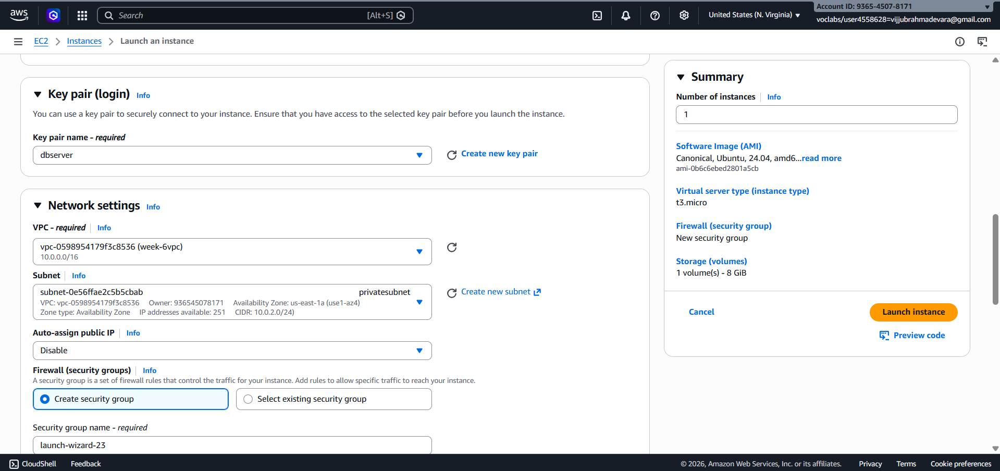 aws
Search
[Alt+S]
United States (N. Virginia)
Account ID: 9365-4507-8171
voclabs/user4558628=vijjubrahmadevara@gmail.com
EC2
Instances
Launch an instance
Key pair (login)
Info
You can use a key pair to securely connect to your instance. Ensure that you have access to the selected key pair before you launch the instance.
Key pair name - required
dbserver
Create new key pair
Network settings
Info
VPC - required
Info
vpc-0598954179f3c8536 (week-6vpc)
10.0.0.0/16
Subnet
Info
subnet-0e56ffae2c5b5cbab
privatesubnet
VPC: vpc-0598954179f3c8536 Owner: 936545078171 Availability Zone: us-east-1a (use1-az4)
Zone type: Availability Zone IP addresses available: 251 CIDR: 10.0.2.0/24)
Create new subnet
Auto-assign public IP
Info
Disable
Firewall (security groups)
Info
A security group is a set of firewall rules that control the traffic for your instance. Add rules to allow specific traffic to reach your instance.
Create security group
Select existing security group
Security group name - required
launch-wizard-23
Summary
Number of instances
Info
1
Software Image (AMI)
Canonical, Ubuntu, 24.04, amd6...read more
ami-0b6c6ebed2801a5cb
Virtual server type (instance type)
t3.micro
Firewall (security group)
New security group
Storage (volumes)
1 volume(s) - 8 GiB
Cancel
Launch instance
Preview code
CloudShell
Feedback
© 2026, Amazon Web Services, Inc. or its affiliates.
Privacy
Terms
Cookie preferences